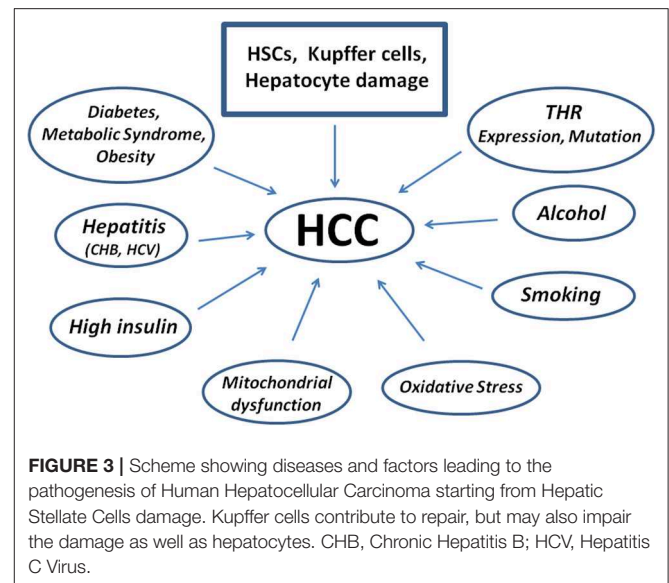 HSCs, Kupffer cells,
Hepatocyte damage
Diabetes,
Metabolic Syndrome,
Obesity
THR
Expression, Mutation
Hepatitis
(CHB, HCV)
HCC
Alcohol
High insulin
Smoking
Mitochondrial
dysfunction
Oxidative Stress
FIGURE 3 | Scheme showing diseases and factors leading to the
pathogenesis of Human Hepatocellular Carcinoma starting from Hepatic
Stellate Cells damage. Kupffer cells contribute to repair, but may also impair
the damage as well as hepatocytes. CHB, Chronic Hepatitis B; HCV, Hepatitis
C Virus.